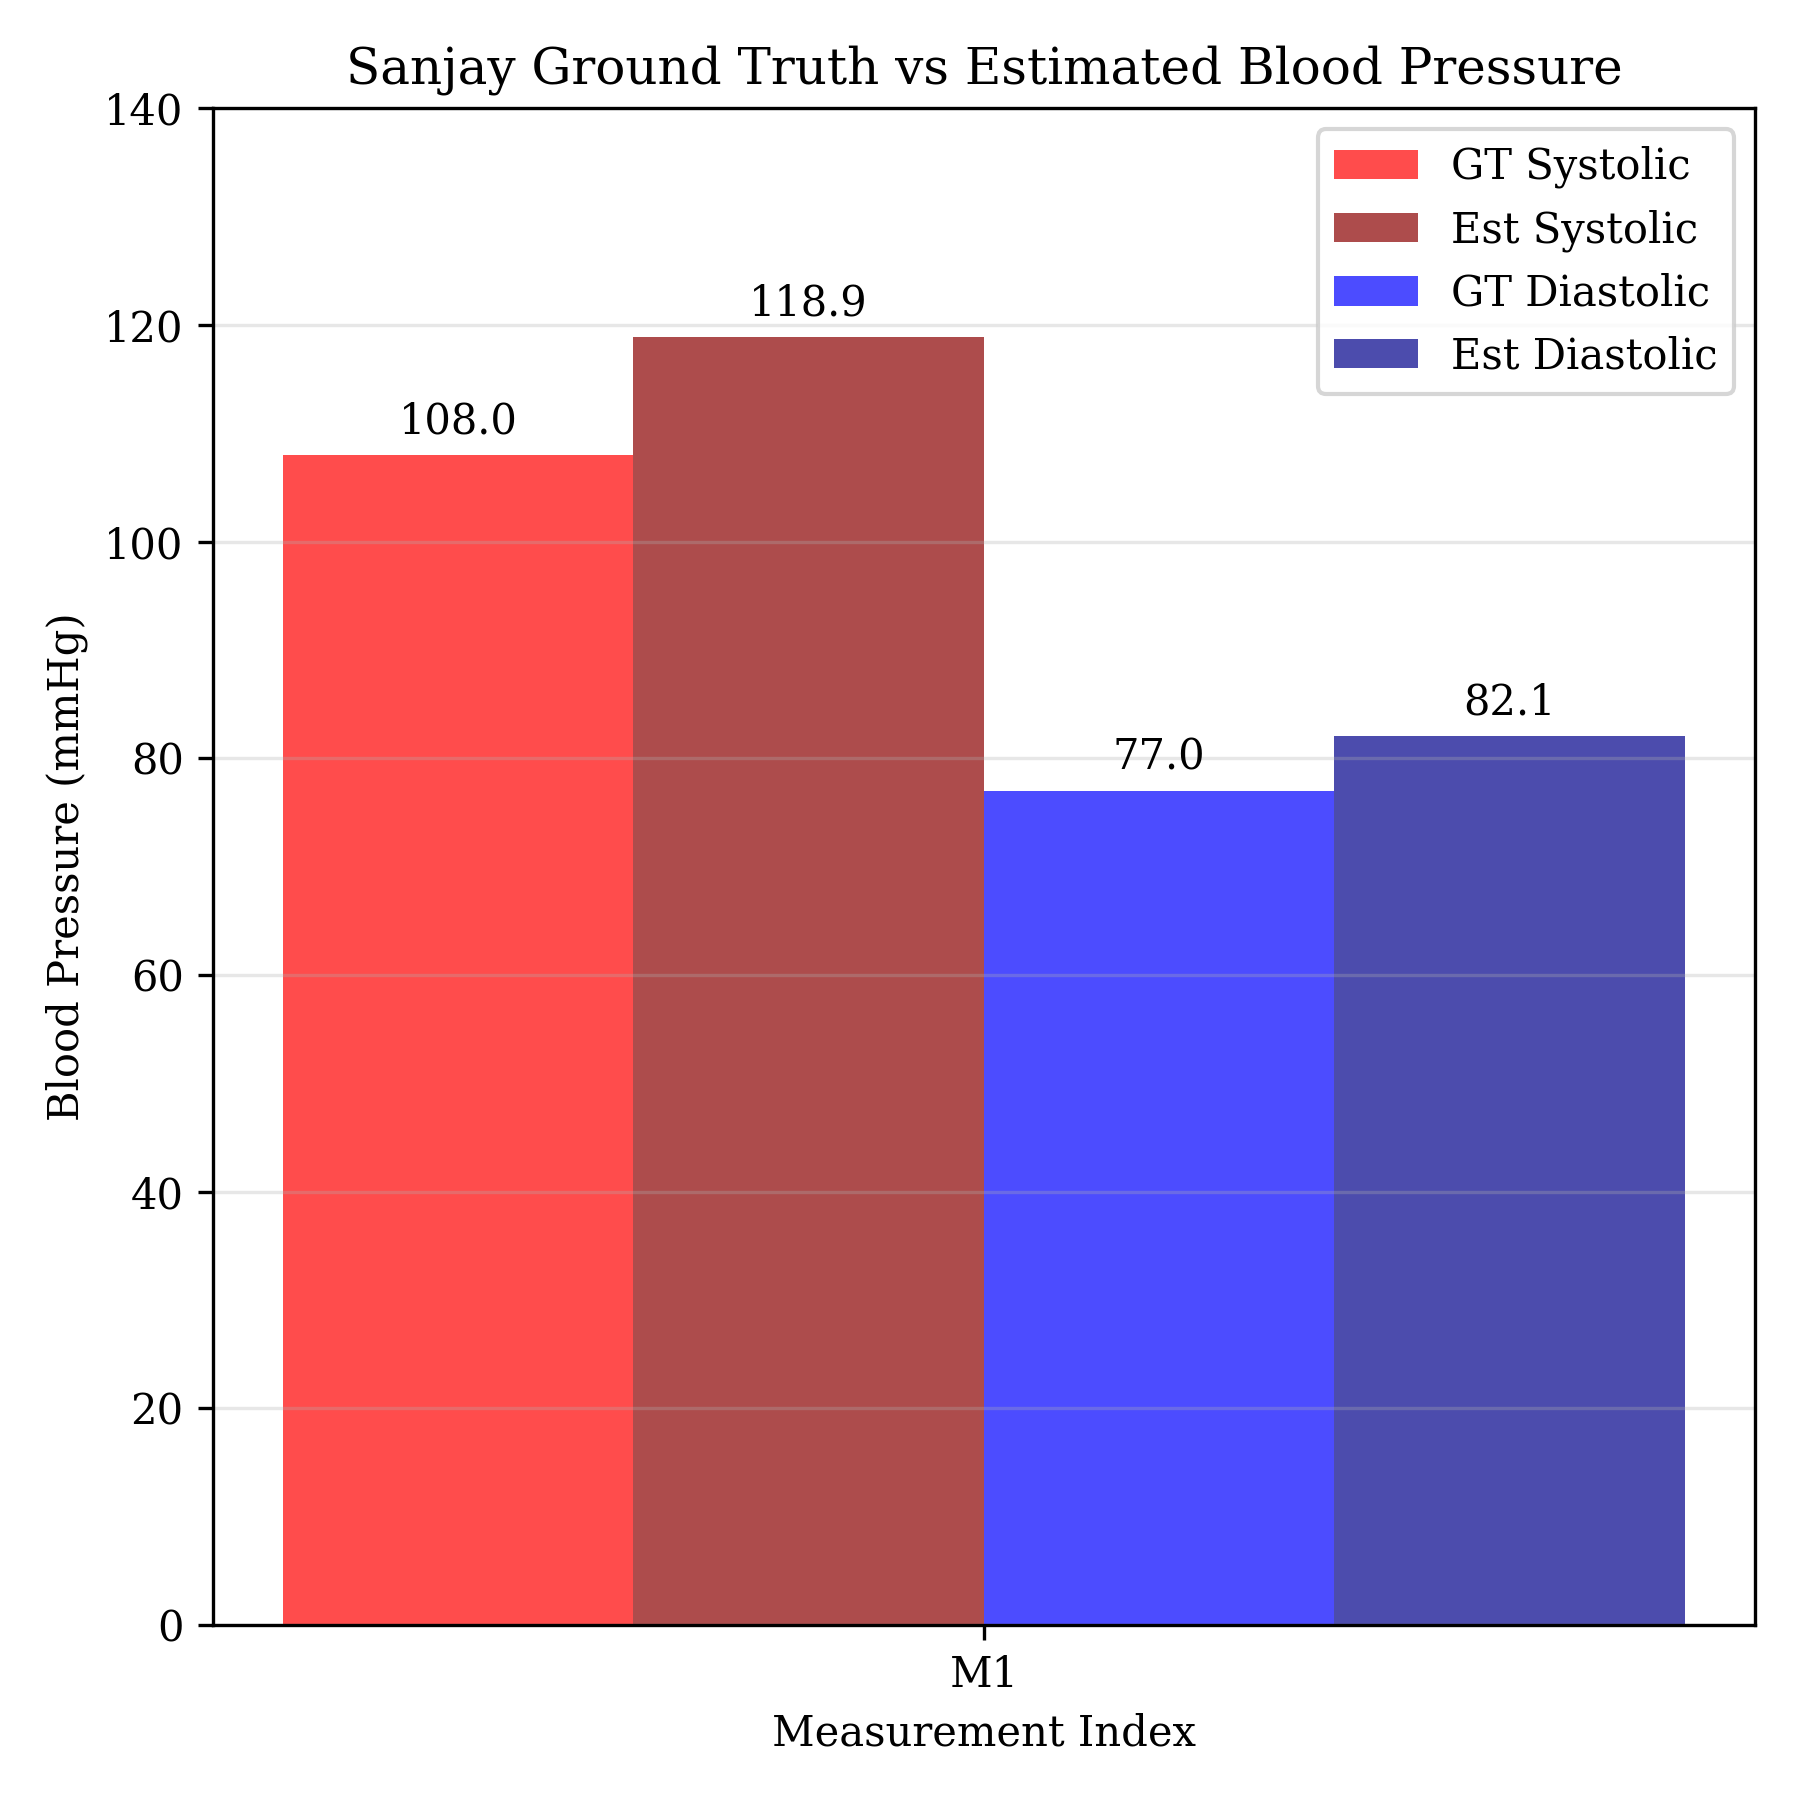 Sanjay Ground Truth vs Estimated Blood Pressure
140
120
100
80
60
40
20
0
Blood Pressure (mmHg)
GT Systolic
Est Systolic
GT Diastolic
Est Diastolic
108.0
118.9
77.0
82.1
M1
Measurement Index